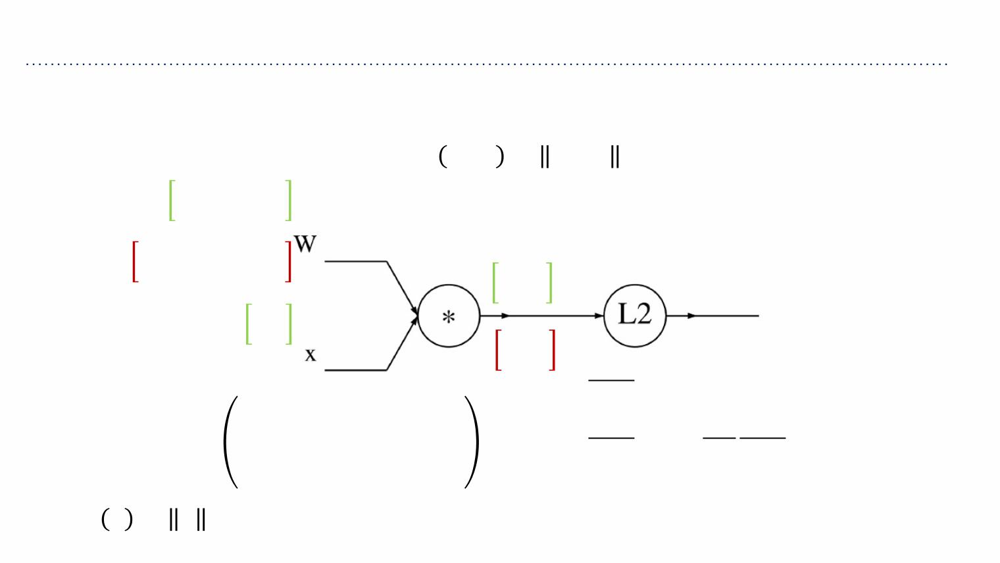 ( ) ‖ ‖
[ ]
W
[ ]
[ ]
[ ]
* L2
x
[ ]
( )
( ) ‖ ‖